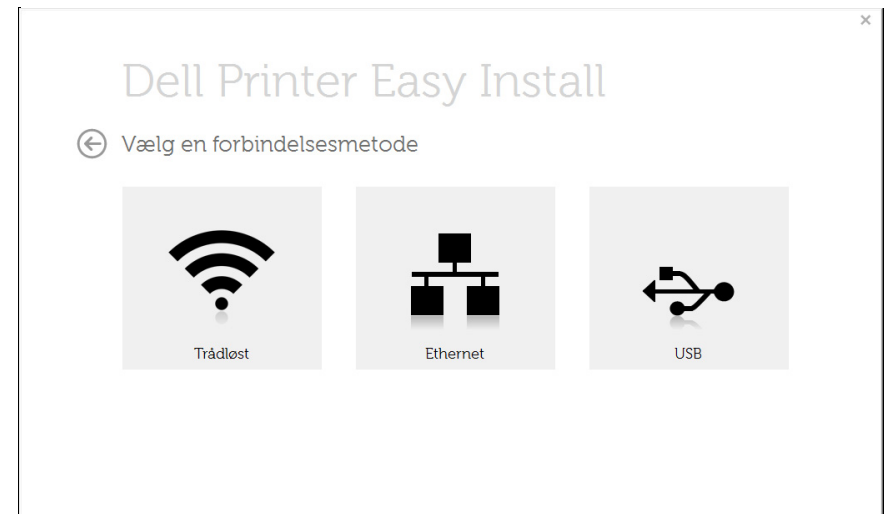 Dell Printer Easy Install
Vælg en forbindelsesmetode
Trådløst
Ethernet
USB